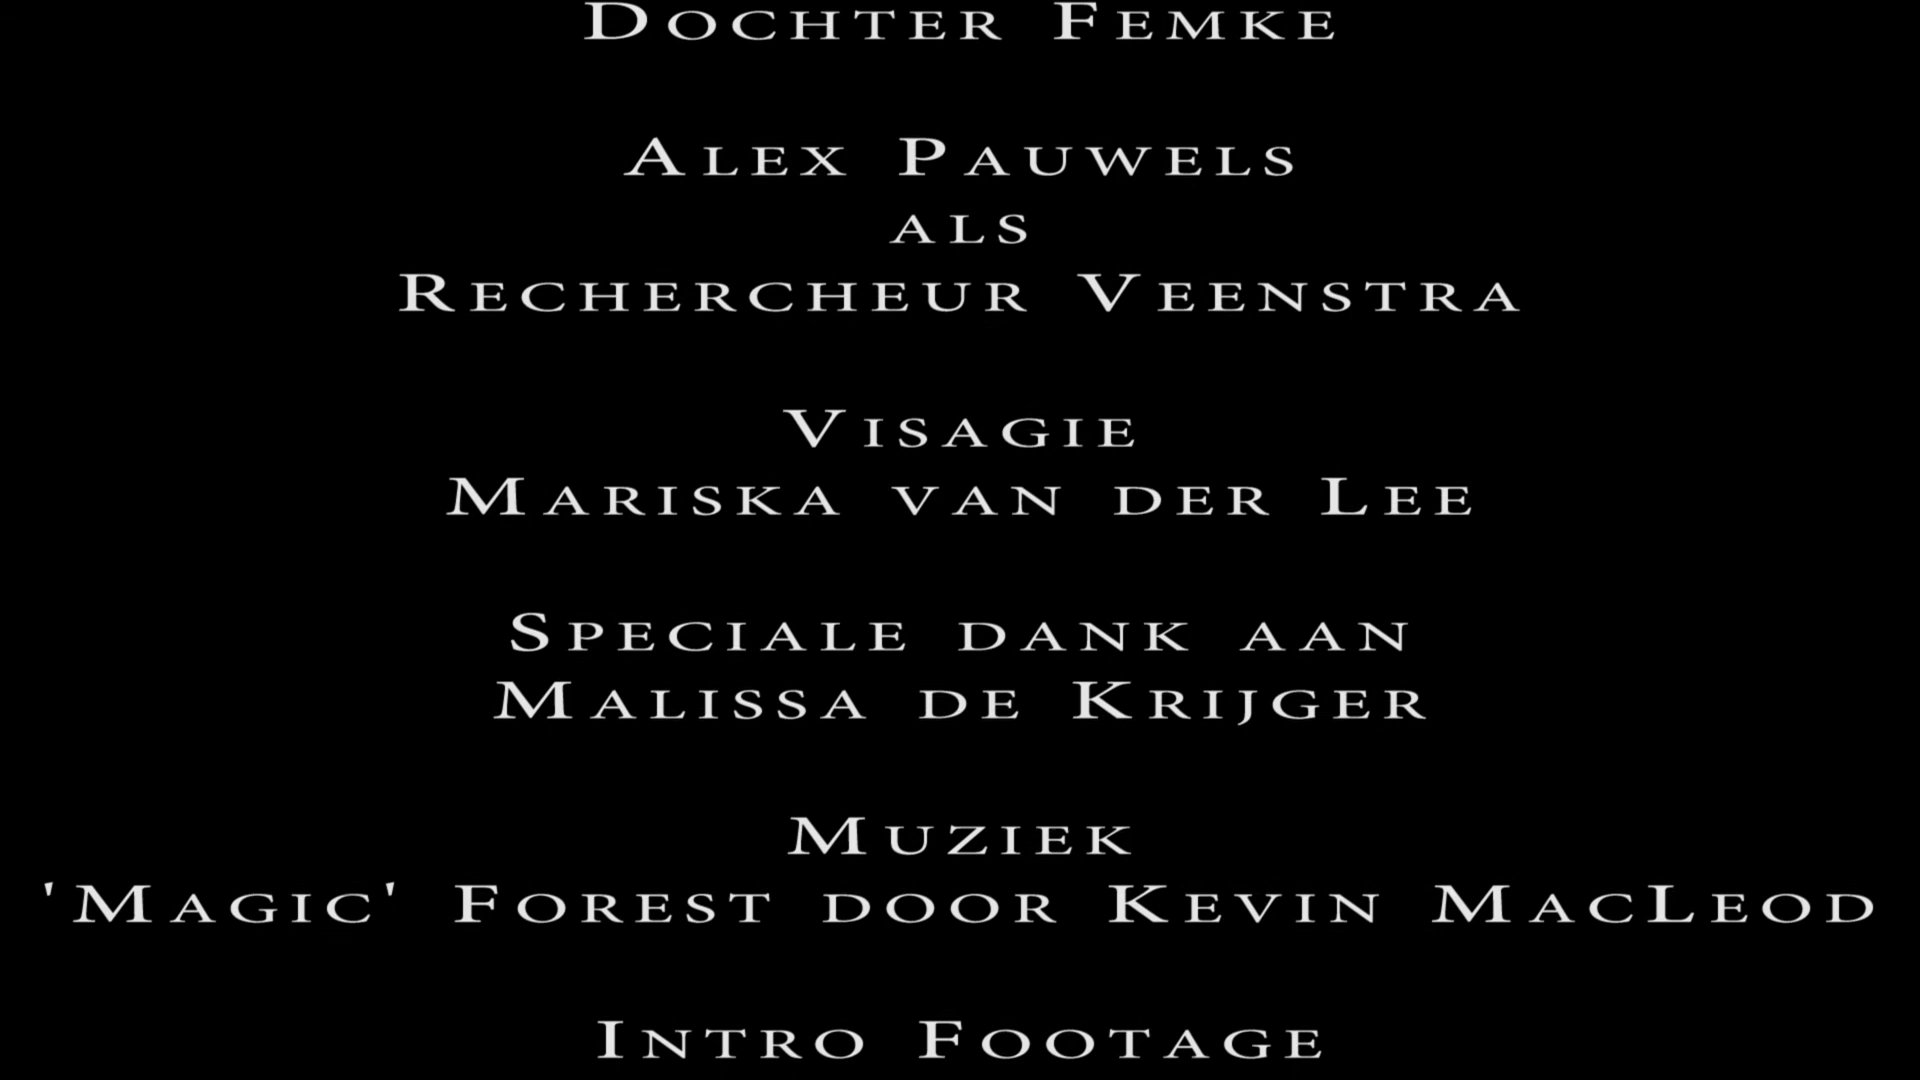 Dochter Femke
Alex Pauwels
als
Rechercheur Veenstra
Visagie
Mariska van der Lee
Speciale dank aan
Malissa de Krijger
Muziek
'Magic' Forest door Kevin MacLeod
Intro Footage